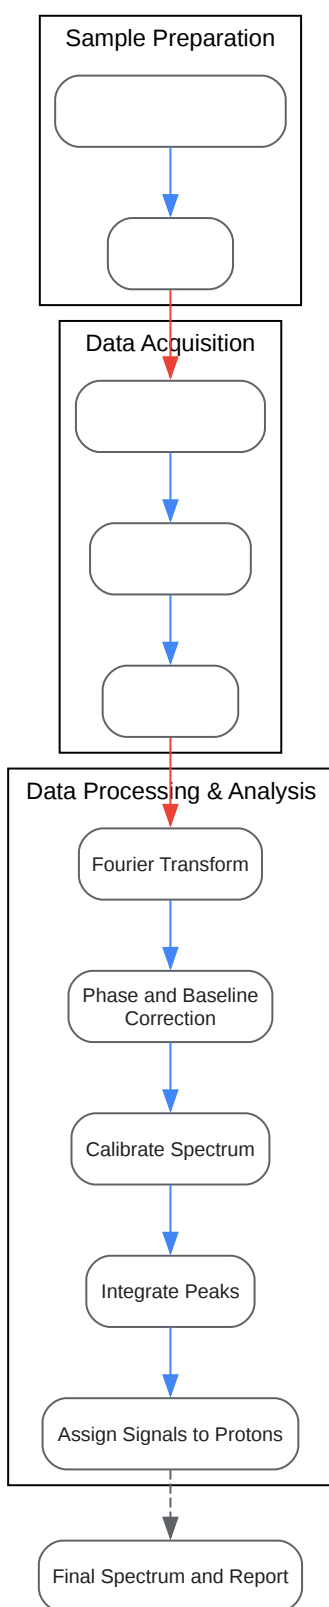 Sample Preparation
Data Acquisition
Data Processing & Analysis
Fourier Transform
Phase and Baseline
Correction
Calibrate Spectrum
Integrate Peaks
Assign Signals to Protons
Final Spectrum and Report